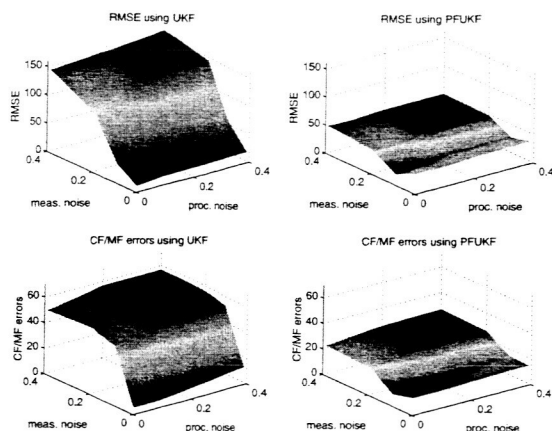 RMSE using UKF
RMSE using PFUKF
150
100
50
0
RMSE
0.4
0.2
0
meas. noise
0
0.2
0.4
proc. noise
150
100
50
0
RMSE
0.4
0.2
0
meas. noise
0
0.2
0.4
proc. noise
CF/MF errors using UKF
CF/MF errors using PFUKF
60
40
20
0
CF/MF errors
0.4
0.2
0
meas. noise
0
0.2
0.4
proc. noise
60
40
20
0
CF/MF errors
0.4
0.2
0
meas. noise
0
0.2
0.4
proc. noise